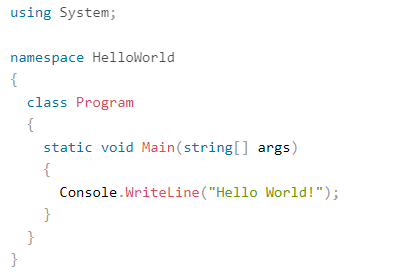 using System;

namespace HelloWorld
{
  class Program
  {
    static void Main(string[] args)
    {
      Console.WriteLine("Hello World!");
    }
  }
}